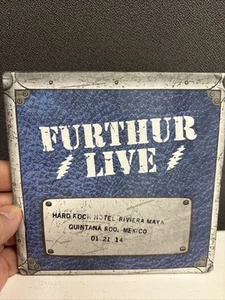 FURTHUR
LIVE
HARD ROCK HOTEL RIVIERA MAYA
QUINTANA ROO, MEXICO
01 21 14